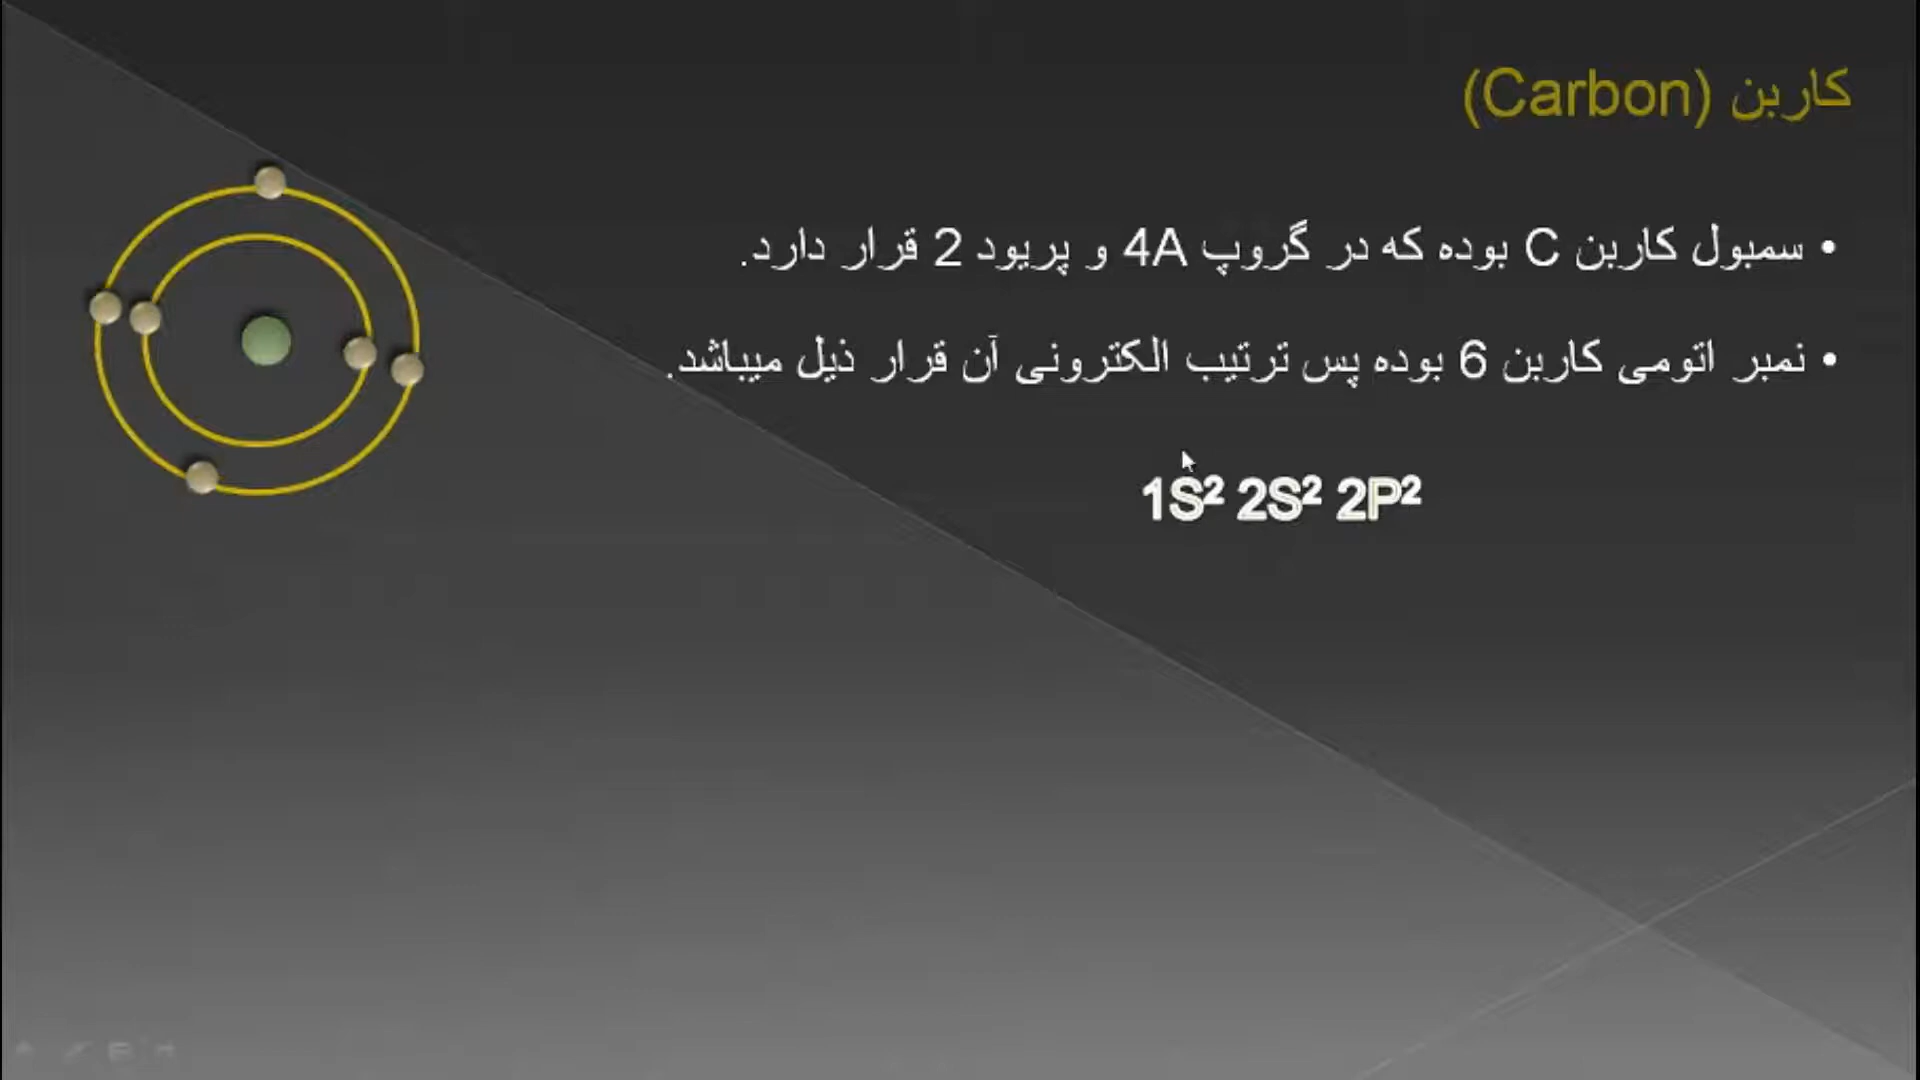 کاربن (Carbon)
• سمبول کاربن C بوده که در گروپ 4A و پریود 2 قرار دارد.
• نمبر اتومی کاربن 6 بوده پس ترتیب الکترونی آن قرار ذیل میباشد.
1S² 2S² 2P²